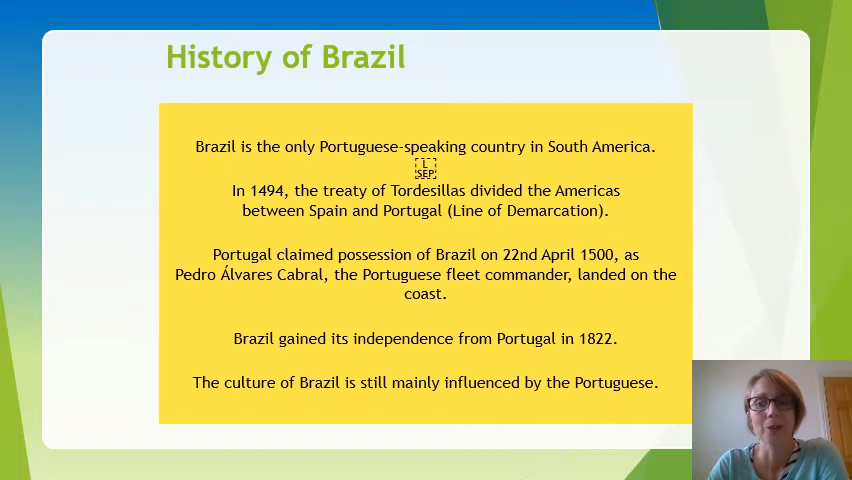 History of Brazil
Brazil is the only Portuguese-speaking country in South America.
L
SEP
In 1494, the treaty of Tordesillas divided the Americas
between Spain and Portugal (Line of Demarcation).
Portugal claimed possession of Brazil on 22nd April 1500, as
Pedro Álvares Cabral, the Portuguese fleet commander, landed on the
coast.
Brazil gained its independence from Portugal in 1822.
The culture of Brazil is still mainly influenced by the Portuguese.